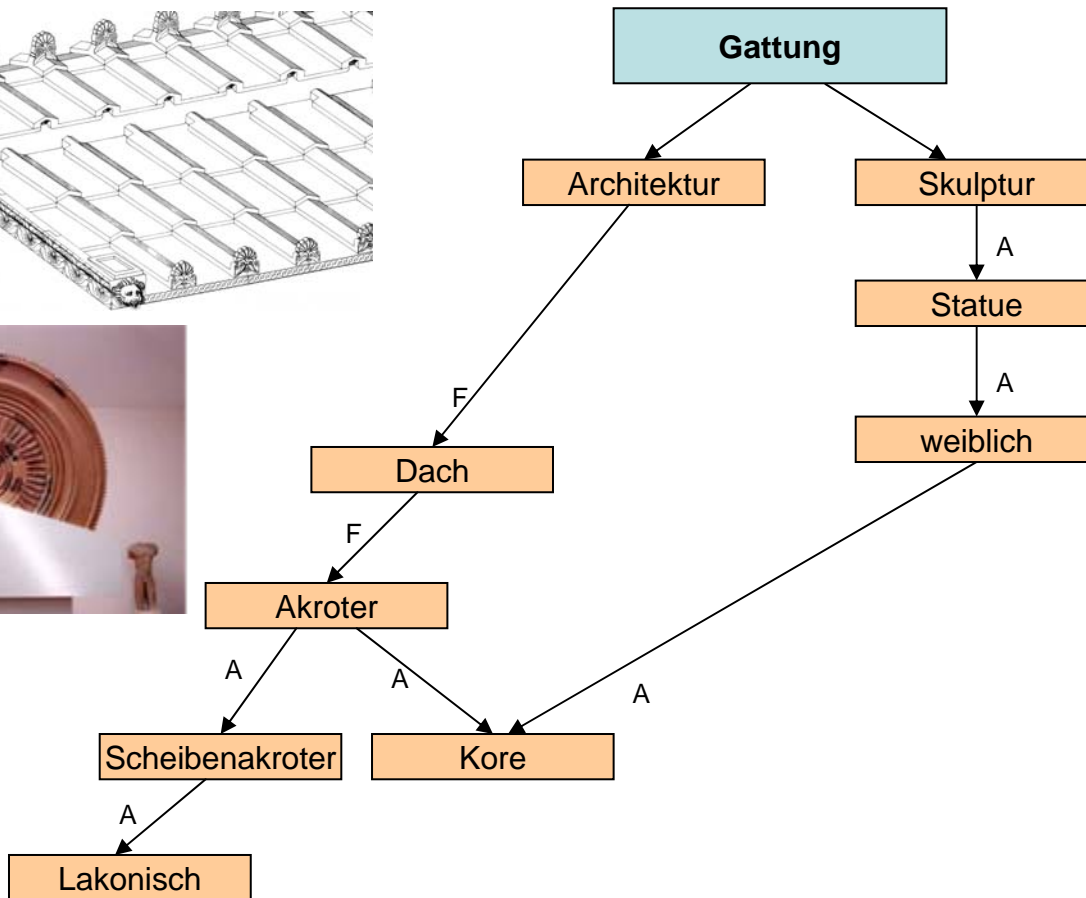 Gattung
Architektur
Skulptur
A
Statue
A
F
weiblich
Dach
F
Akroter
A
A
A
Scheibenakroter
Kore
A
Lakonisch